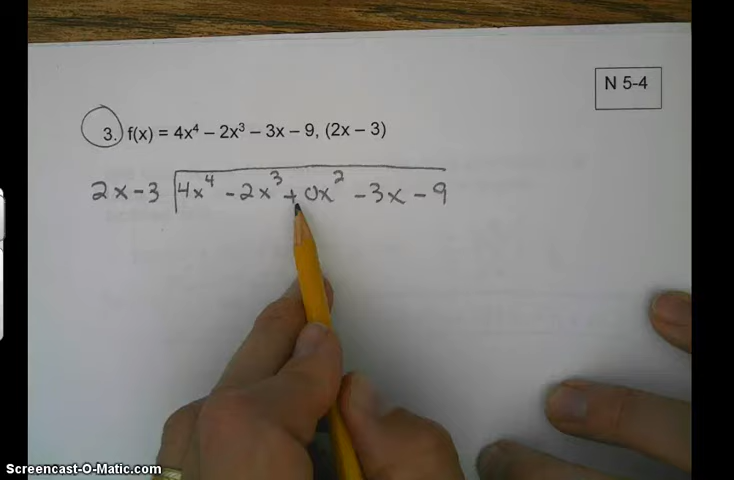 N 5-4
3. f(x) = 4x⁴ – 2x³ – 3x – 9, (2x – 3)
2x - 3 4x⁴ - 2x³ + 0x² - 3x - 9
Screencast-O-Matic.com